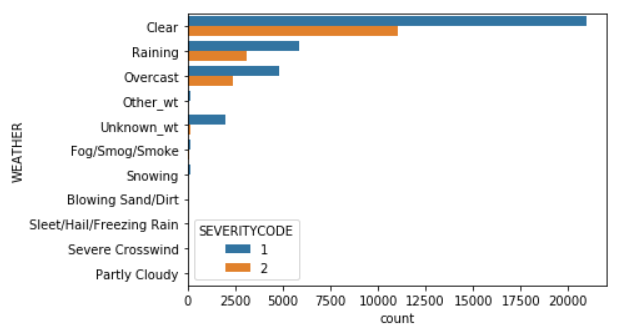 Clear
Raining
Overcast
Other_wt
Unknown_wt
Fog/Smog/Smoke
Snowing
Blowing Sand/Dirt
Sleet/Hail/Freezing Rain
Severe Crosswind
Partly Cloudy
WEATHER
SEVERITYCODE
1
2
0 2500 5000 7500 10000 12500 15000 17500 20000
count